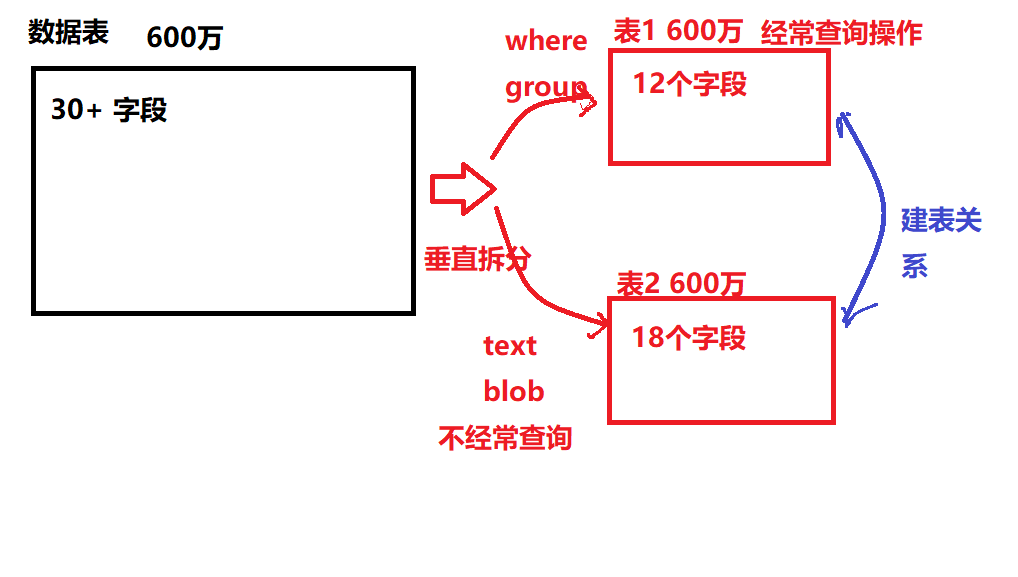 数据表 600万
30+ 字段
where
group
表1 600万 经常查询操作
12个字段
垂直拆分
建表关
系
表2 600万
18个字段
text
blob
不经常查询